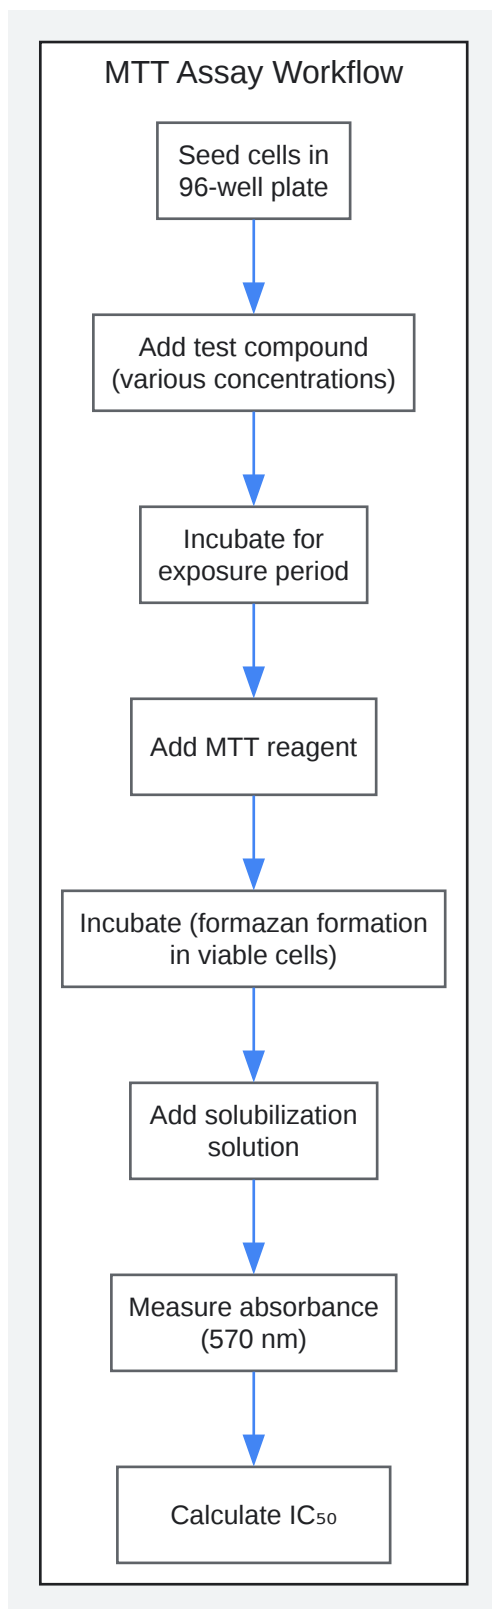 MTT Assay Workflow
Seed cells in
96-well plate
Add test compound
(various concentrations)
Incubate for
exposure period
Add MTT reagent
Incubate (formazan formation
in viable cells)
Add solubilization
solution
Measure absorbance
(570 nm)
Calculate IC₅₀